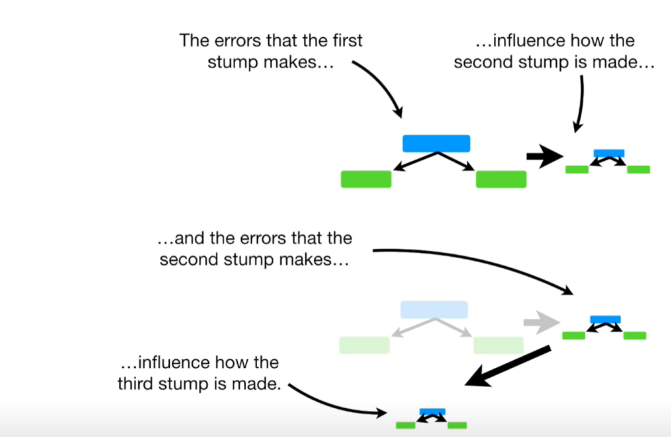 The errors that the first
stump makes…
…influence how the
second stump is made…
…and the errors that the
second stump makes…
…influence how the
third stump is made.